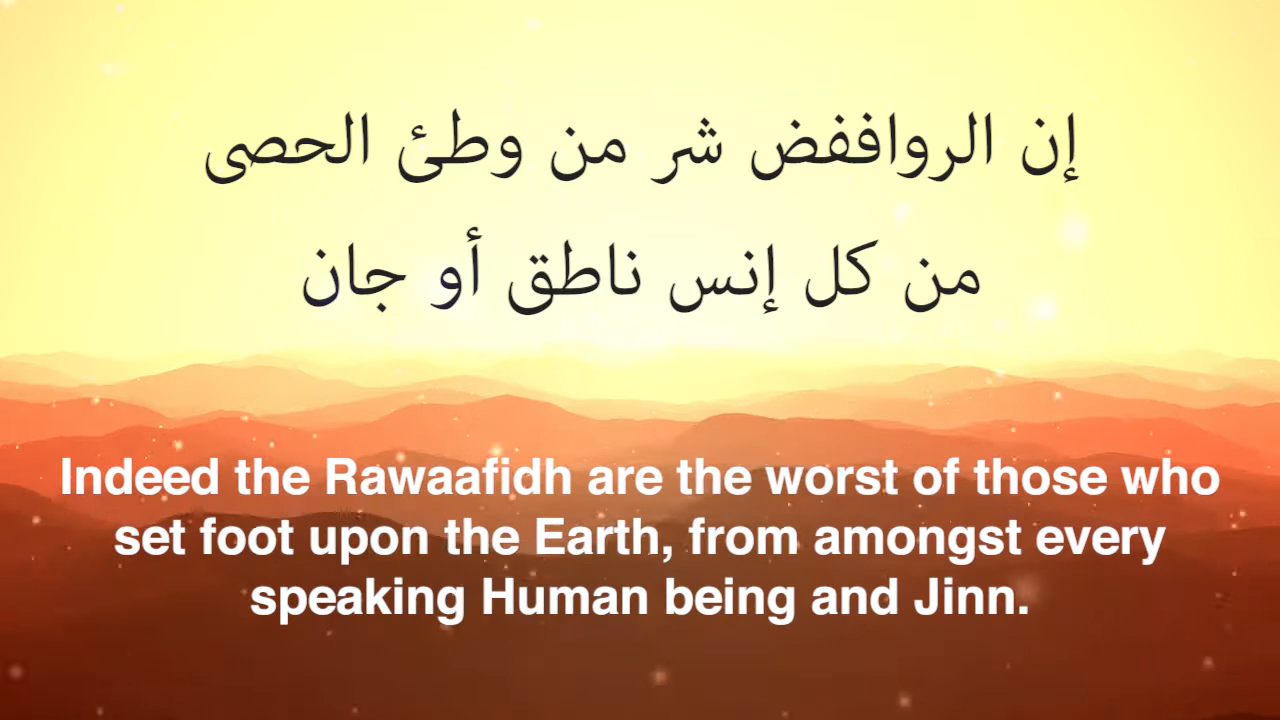 إن الرواففض شر من وطئ الحصى
من كل إنس ناطق أو جان
Indeed the Rawaafidh are the worst of those who
set foot upon the Earth, from amongst every
speaking Human being and Jinn.